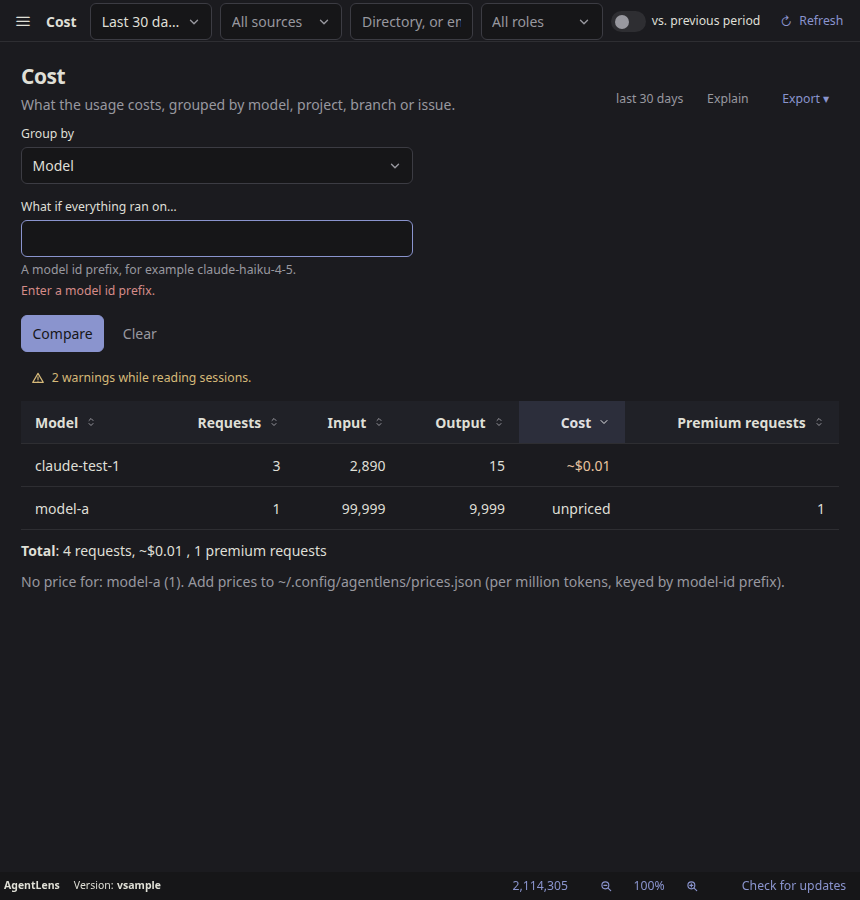 Cost Last 30 da... All sources Directory, or en All roles vs. previous period Refresh
Cost
What the usage costs, grouped by model, project, branch or issue.
last 30 days Explain Export ▾
Group by
Model
What if everything ran on...
A model id prefix, for example claude-haiku-4-5.
Enter a model id prefix.
Compare Clear
2 warnings while reading sessions.
Model Requests Input Output Cost Premium requests
claude-test-1 3 2,890 15 ~$0.01
model-a 1 99,999 9,999 unpriced 1
Total: 4 requests, ~$0.01 , 1 premium requests
No price for: model-a (1). Add prices to ~/.config/agentlens/prices.json (per million tokens, keyed by model-id prefix).
AgentLens Version: vsample 2,114,305 100% Check for updates